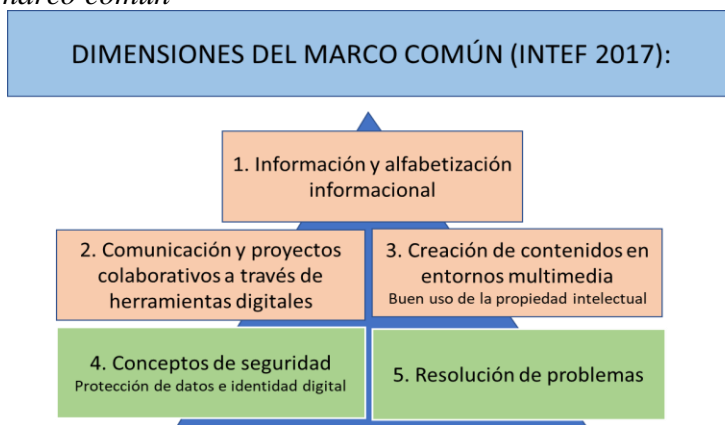 marco común
DIMENSIONES DEL MARCO COMÚN (INTEF 2017):
1. Información y alfabetización
informacional
2. Comunicación y proyectos
colaborativos a través de
herramientas digitales
3. Creación de contenidos en
entornos multimedia
Buen uso de la propiedad intelectual
4. Conceptos de seguridad
Protección de datos e identidad digital
5. Resolución de problemas